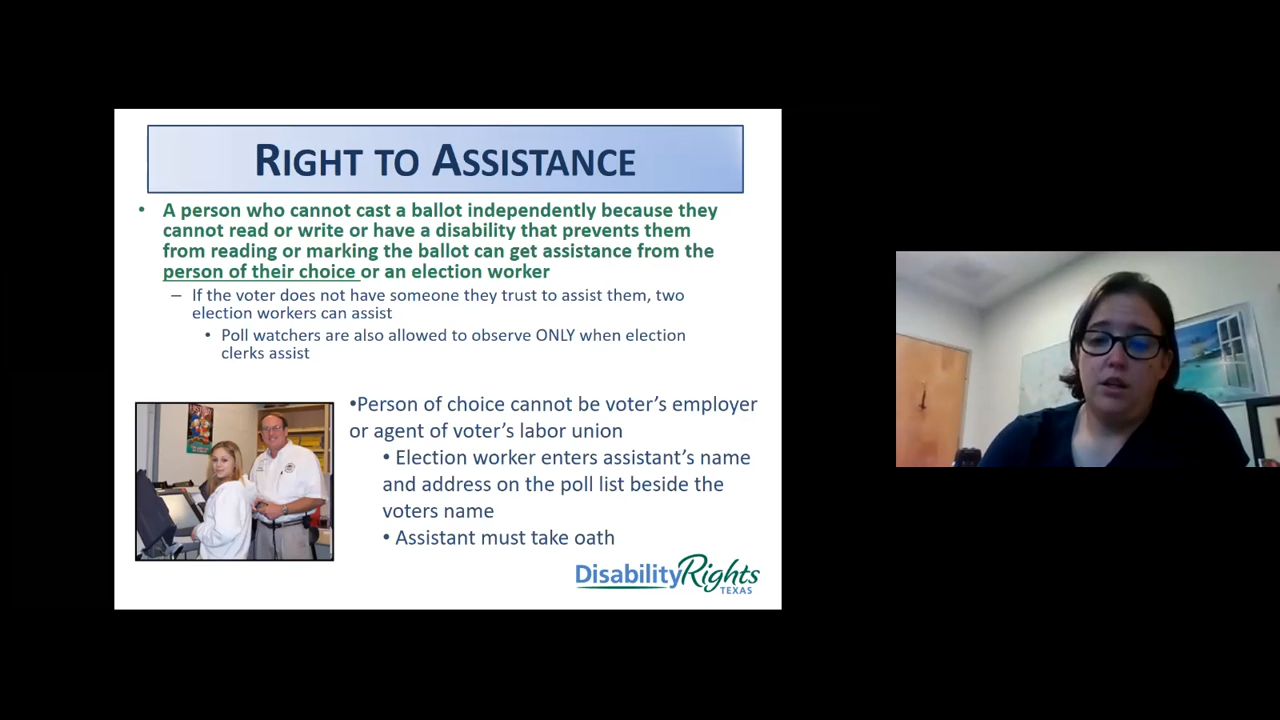 RIGHT TO ASSISTANCE
• A person who cannot cast a ballot independently because they
cannot read or write or have a disability that prevents them
from reading or marking the ballot can get assistance from the
person of their choice or an election worker
– If the voter does not have someone they trust to assist them, two
election workers can assist
• Poll watchers are also allowed to observe ONLY when election
clerks assist
•Person of choice cannot be voter's employer
or agent of voter's labor union
• Election worker enters assistant's name
and address on the poll list beside the
voters name
• Assistant must take oath
DisabilityRights
TEXAS